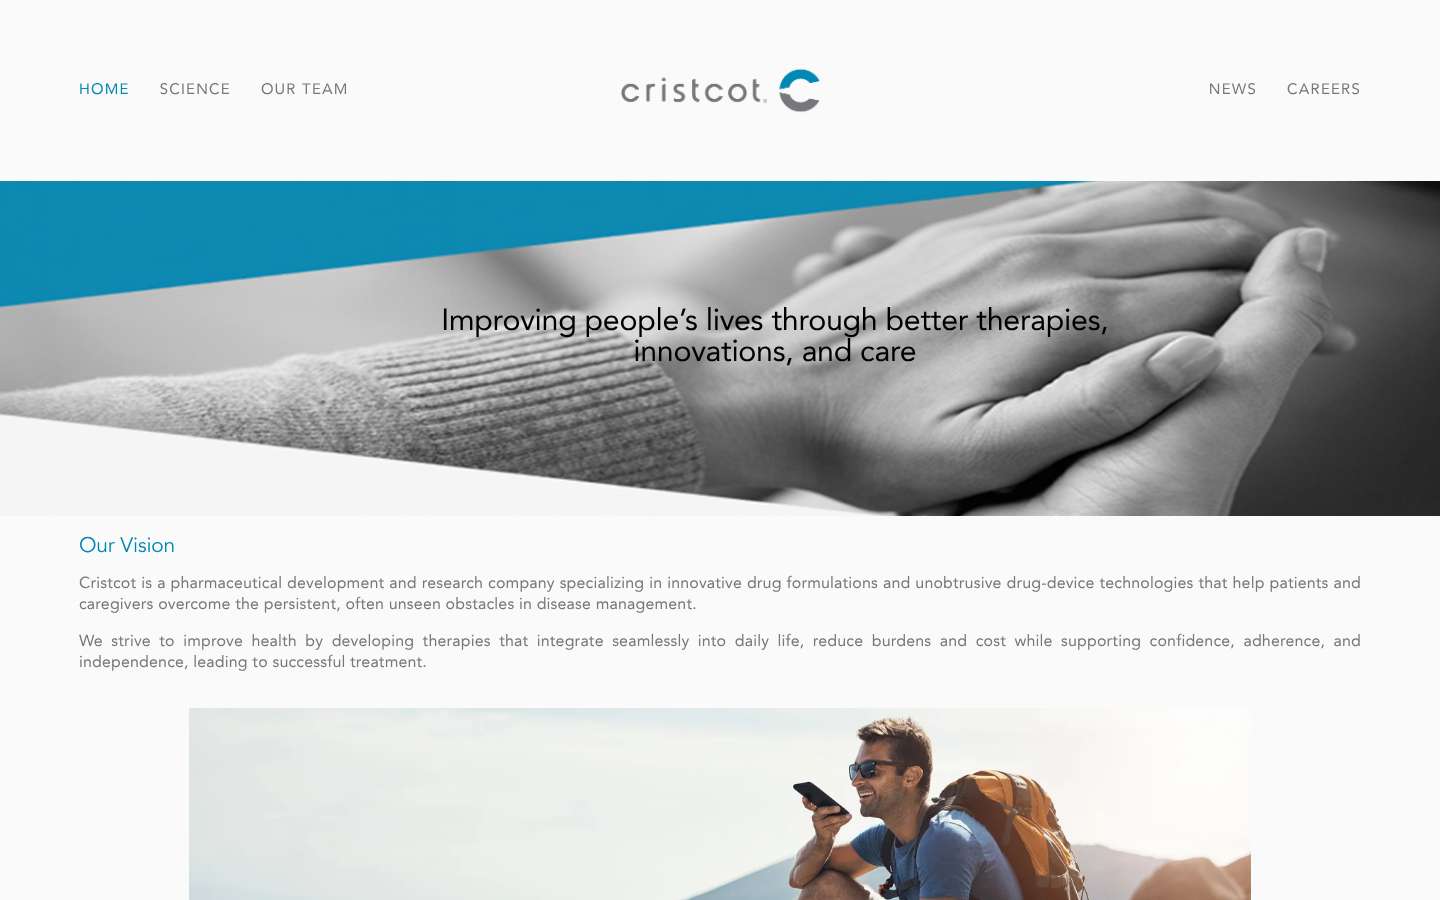 HOME SCIENCE OUR TEAM
cristcot.
NEWS CAREERS
Improving people's lives through better therapies,
innovations, and care
Our Vision
Cristcot is a pharmaceutical development and research company specializing in innovative drug formulations and unobtrusive drug-device technologies that help patients and
caregivers overcome the persistent, often unseen obstacles in disease management.
We strive to improve health by developing therapies that integrate seamlessly into daily life, reduce burdens and cost while supporting confidence, adherence, and
independence, leading to successful treatment.